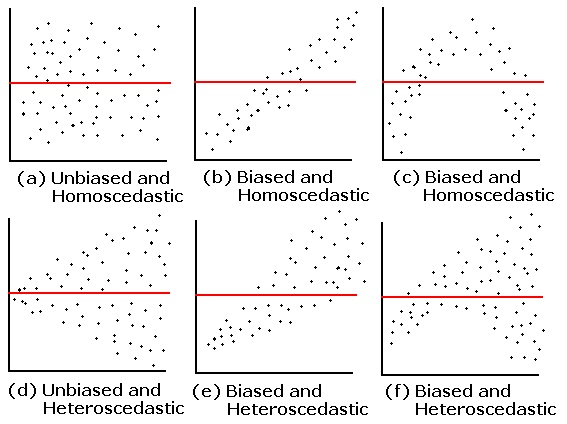 (a) Unbiased and
Homoscedastic
(b) Biased and
Homoscedastic
(c) Biased and
Homoscedastic
(d) Unbiased and
Heteroscedastic
(e) Biased and
Heteroscedastic
(f) Biased and
Heteroscedastic